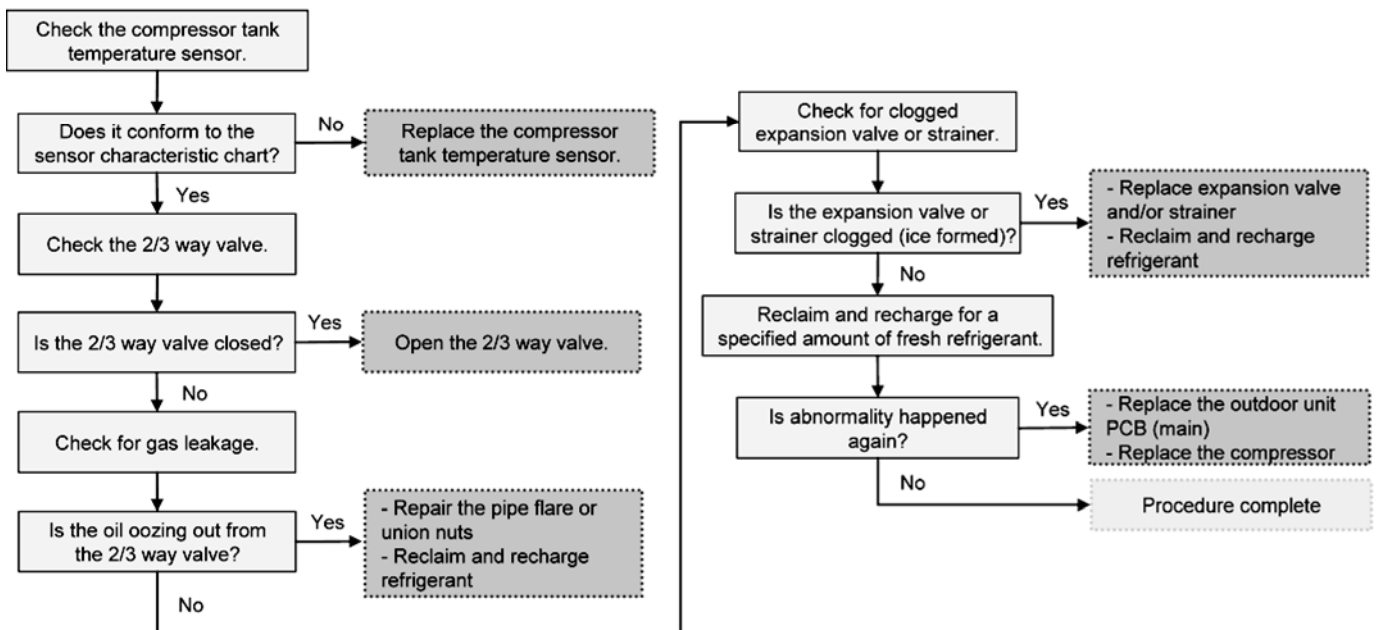 Check the compressor tank
temperature sensor.
Does it conform to the
sensor characteristic chart?
No
Replace the compressor
tank temperature sensor.
Yes
Check the 2/3 way valve.
Is the 2/3 way valve closed?
Yes
Open the 2/3 way valve.
No
Check for gas leakage.
Is the oil oozing out from
the 2/3 way valve?
Yes
- Repair the pipe flare or
union nuts
- Reclaim and recharge
refrigerant
No
Check for clogged
expansion valve or strainer.
Is the expansion valve or
strainer clogged (ice formed)?
Yes
- Replace expansion valve
and/or strainer
- Reclaim and recharge
refrigerant
No
Reclaim and recharge for a
specified amount of fresh refrigerant.
Is abnormality happened
again?
Yes
- Replace the outdoor unit
PCB (main)
- Replace the compressor
No
Procedure complete